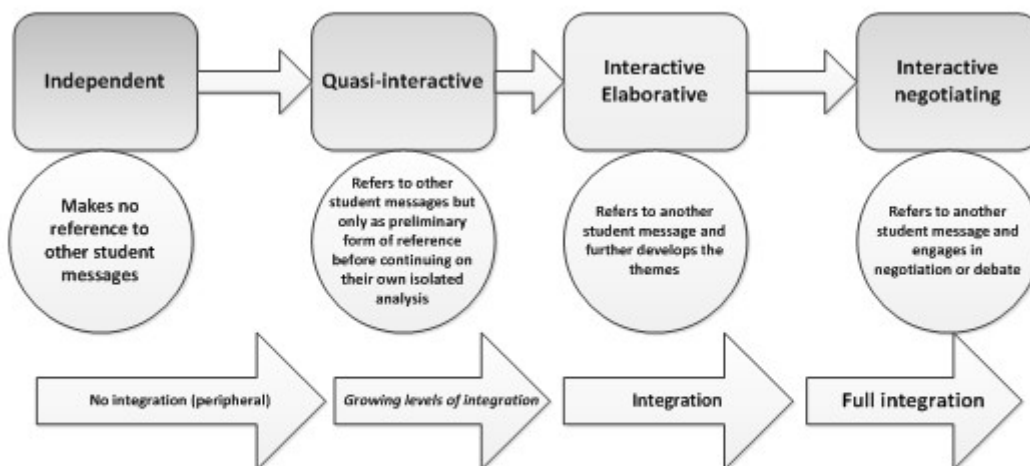 Independent
Quasi-interactive
Interactive
Elaborative
Interactive
negotiating
Makes no
reference to
other student
messages
Refers to other
student messages but
only as preliminary
form of reference
before continuing on
their own isolated
analysis
Refers to another
student message and
further develops the
themes
Refers to another
student message and
engages in
negotiation or debate
No integration (peripheral)
Growing levels of integration
Integration
Full integration